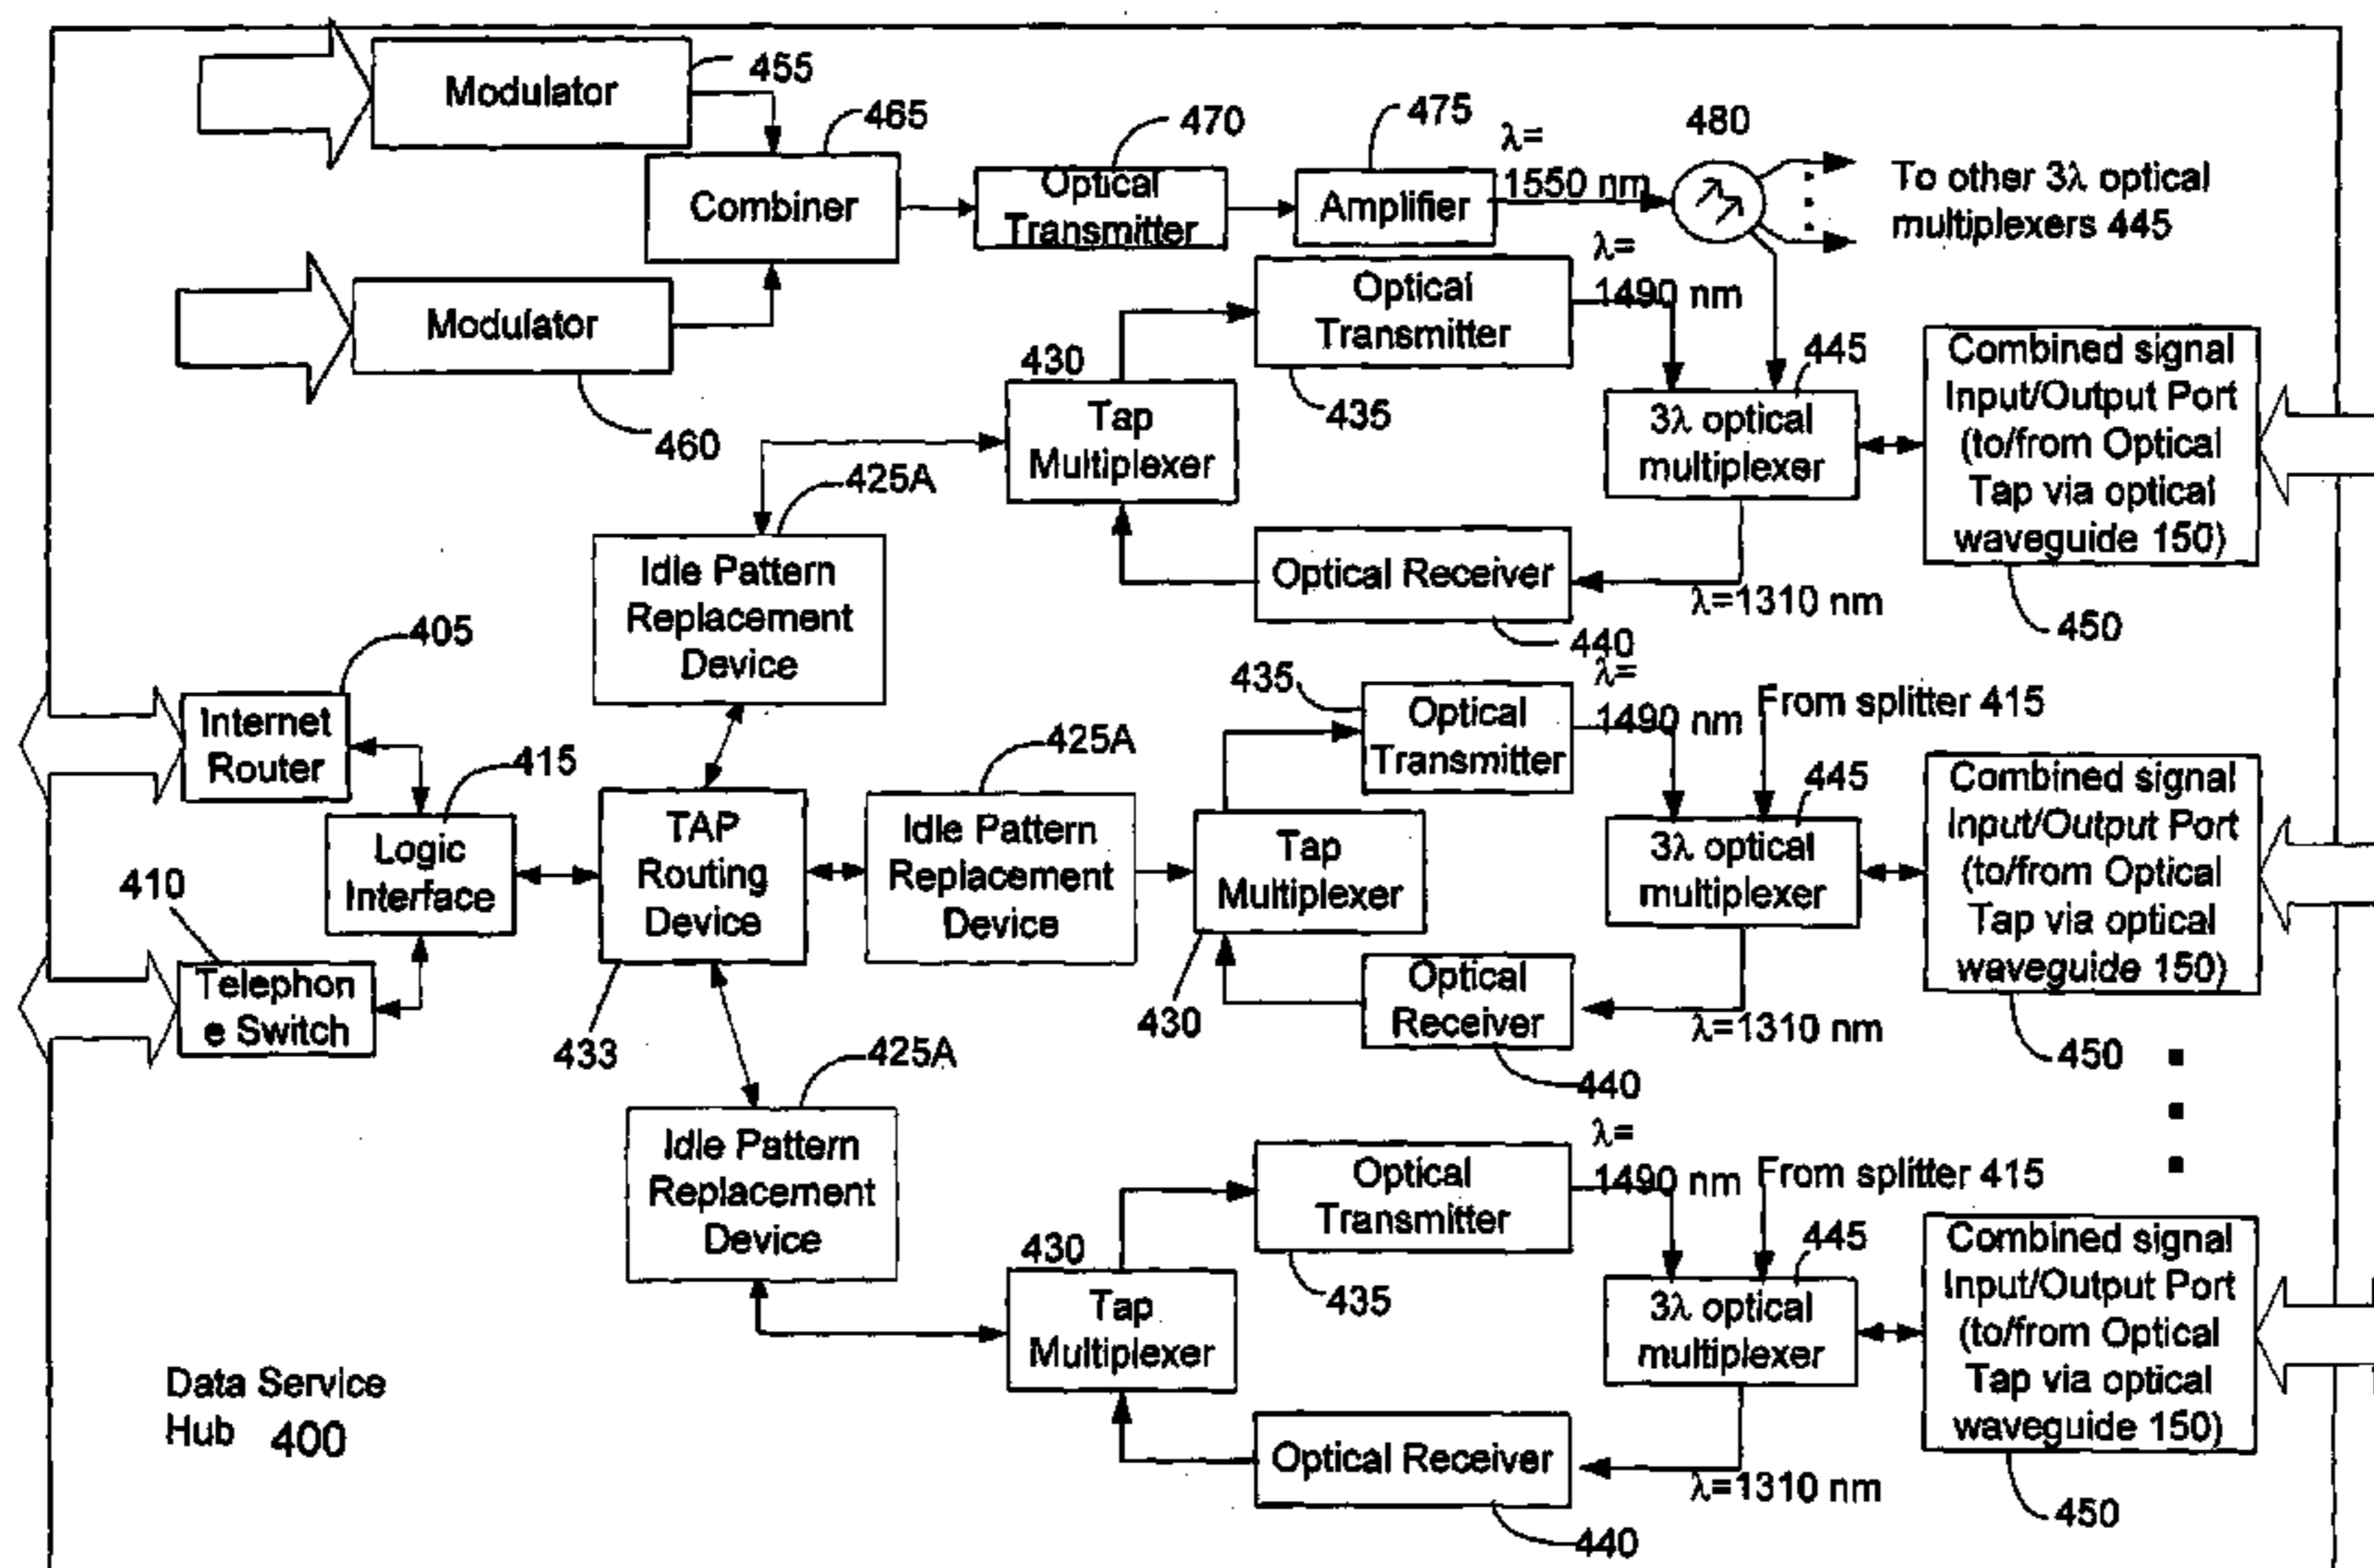 Modulator
455
465
470
475
λ=
1550 nm
480
To other 3λ optical
multiplexers 445
Combiner
Optical
Transmitter
Amplifier
Modulator
460
λ=
1490 nm
Optical
Transmitter
435
430
Tap
Multiplexer
445
3λ optical
multiplexer
Combined signal
Input/Output Port
(to/from Optical
Tap via optical
waveguide 150)
450
425A
Idle Pattern
Replacement
Device
Optical Receiver
440
λ=1310 nm
405
Internet
Router
415
Logic
Interface
410
Telephon
e Switch
TAP
Routing
Device
433
425A
Idle Pattern
Replacement
Device
435
Optical
Transmitter
λ=
1490 nm
From splitter 415
Tap
Multiplexer
430
445
3λ optical
multiplexer
Combined signal
Input/Output Port
(to/from Optical
Tap via optical
waveguide 150)
450
Optical
Receiver
440
λ=1310 nm
425A
Idle Pattern
Replacement
Device
430
Tap
Multiplexer
Optical
Transmitter
435
λ=
1490 nm
From splitter 415
445
3λ optical
multiplexer
Combined signal
Input/Output Port
(to/from Optical
Tap via optical
waveguide 150)
450
Optical Receiver
440
λ=1310 nm
Data Service
Hub 400